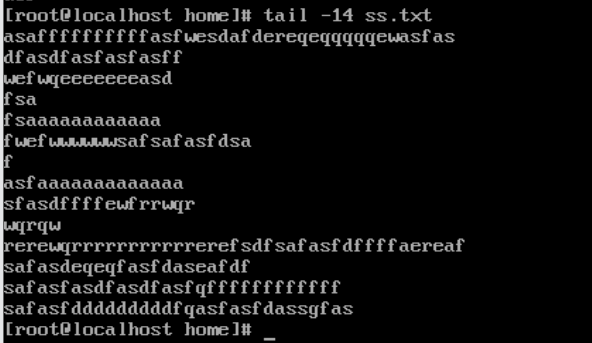 [root@localhost home]# tail -14 ss.txt
asaffffffffffasfwesdafdereqeqqqqqewasfas
dfasdfasfasfasff
wefwqeeeeeeeasd
fsa
fsaaaaaaaaaaaa
fwefwwwwwwsafsafasfdsa
f
asfaaaaaaaaaaaaa
sfasdffffewfrrwqr
wqrqw
rerewqrrrrrrrrrrrrerefsdfsafasfdffffaereaf
safasdeqeqfasfdaseafdf
safasfasdfasdfasfqffffffffffff
safasfdddddddddfqasfasfdassgfas
[root@localhost home]# _